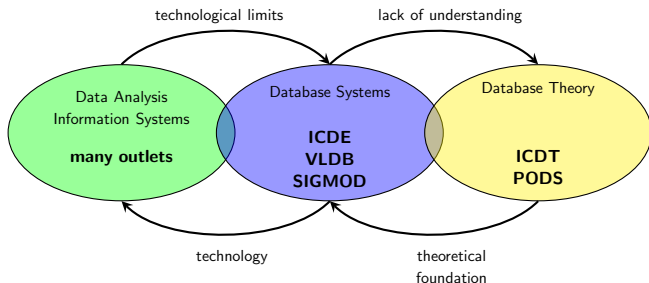 technological limits
lack of understanding
Data Analysis
Information Systems
many outlets
Database Systems
ICDE
VLDB
SIGMOD
Database Theory
ICDT
PODS
technology
theoretical
foundation